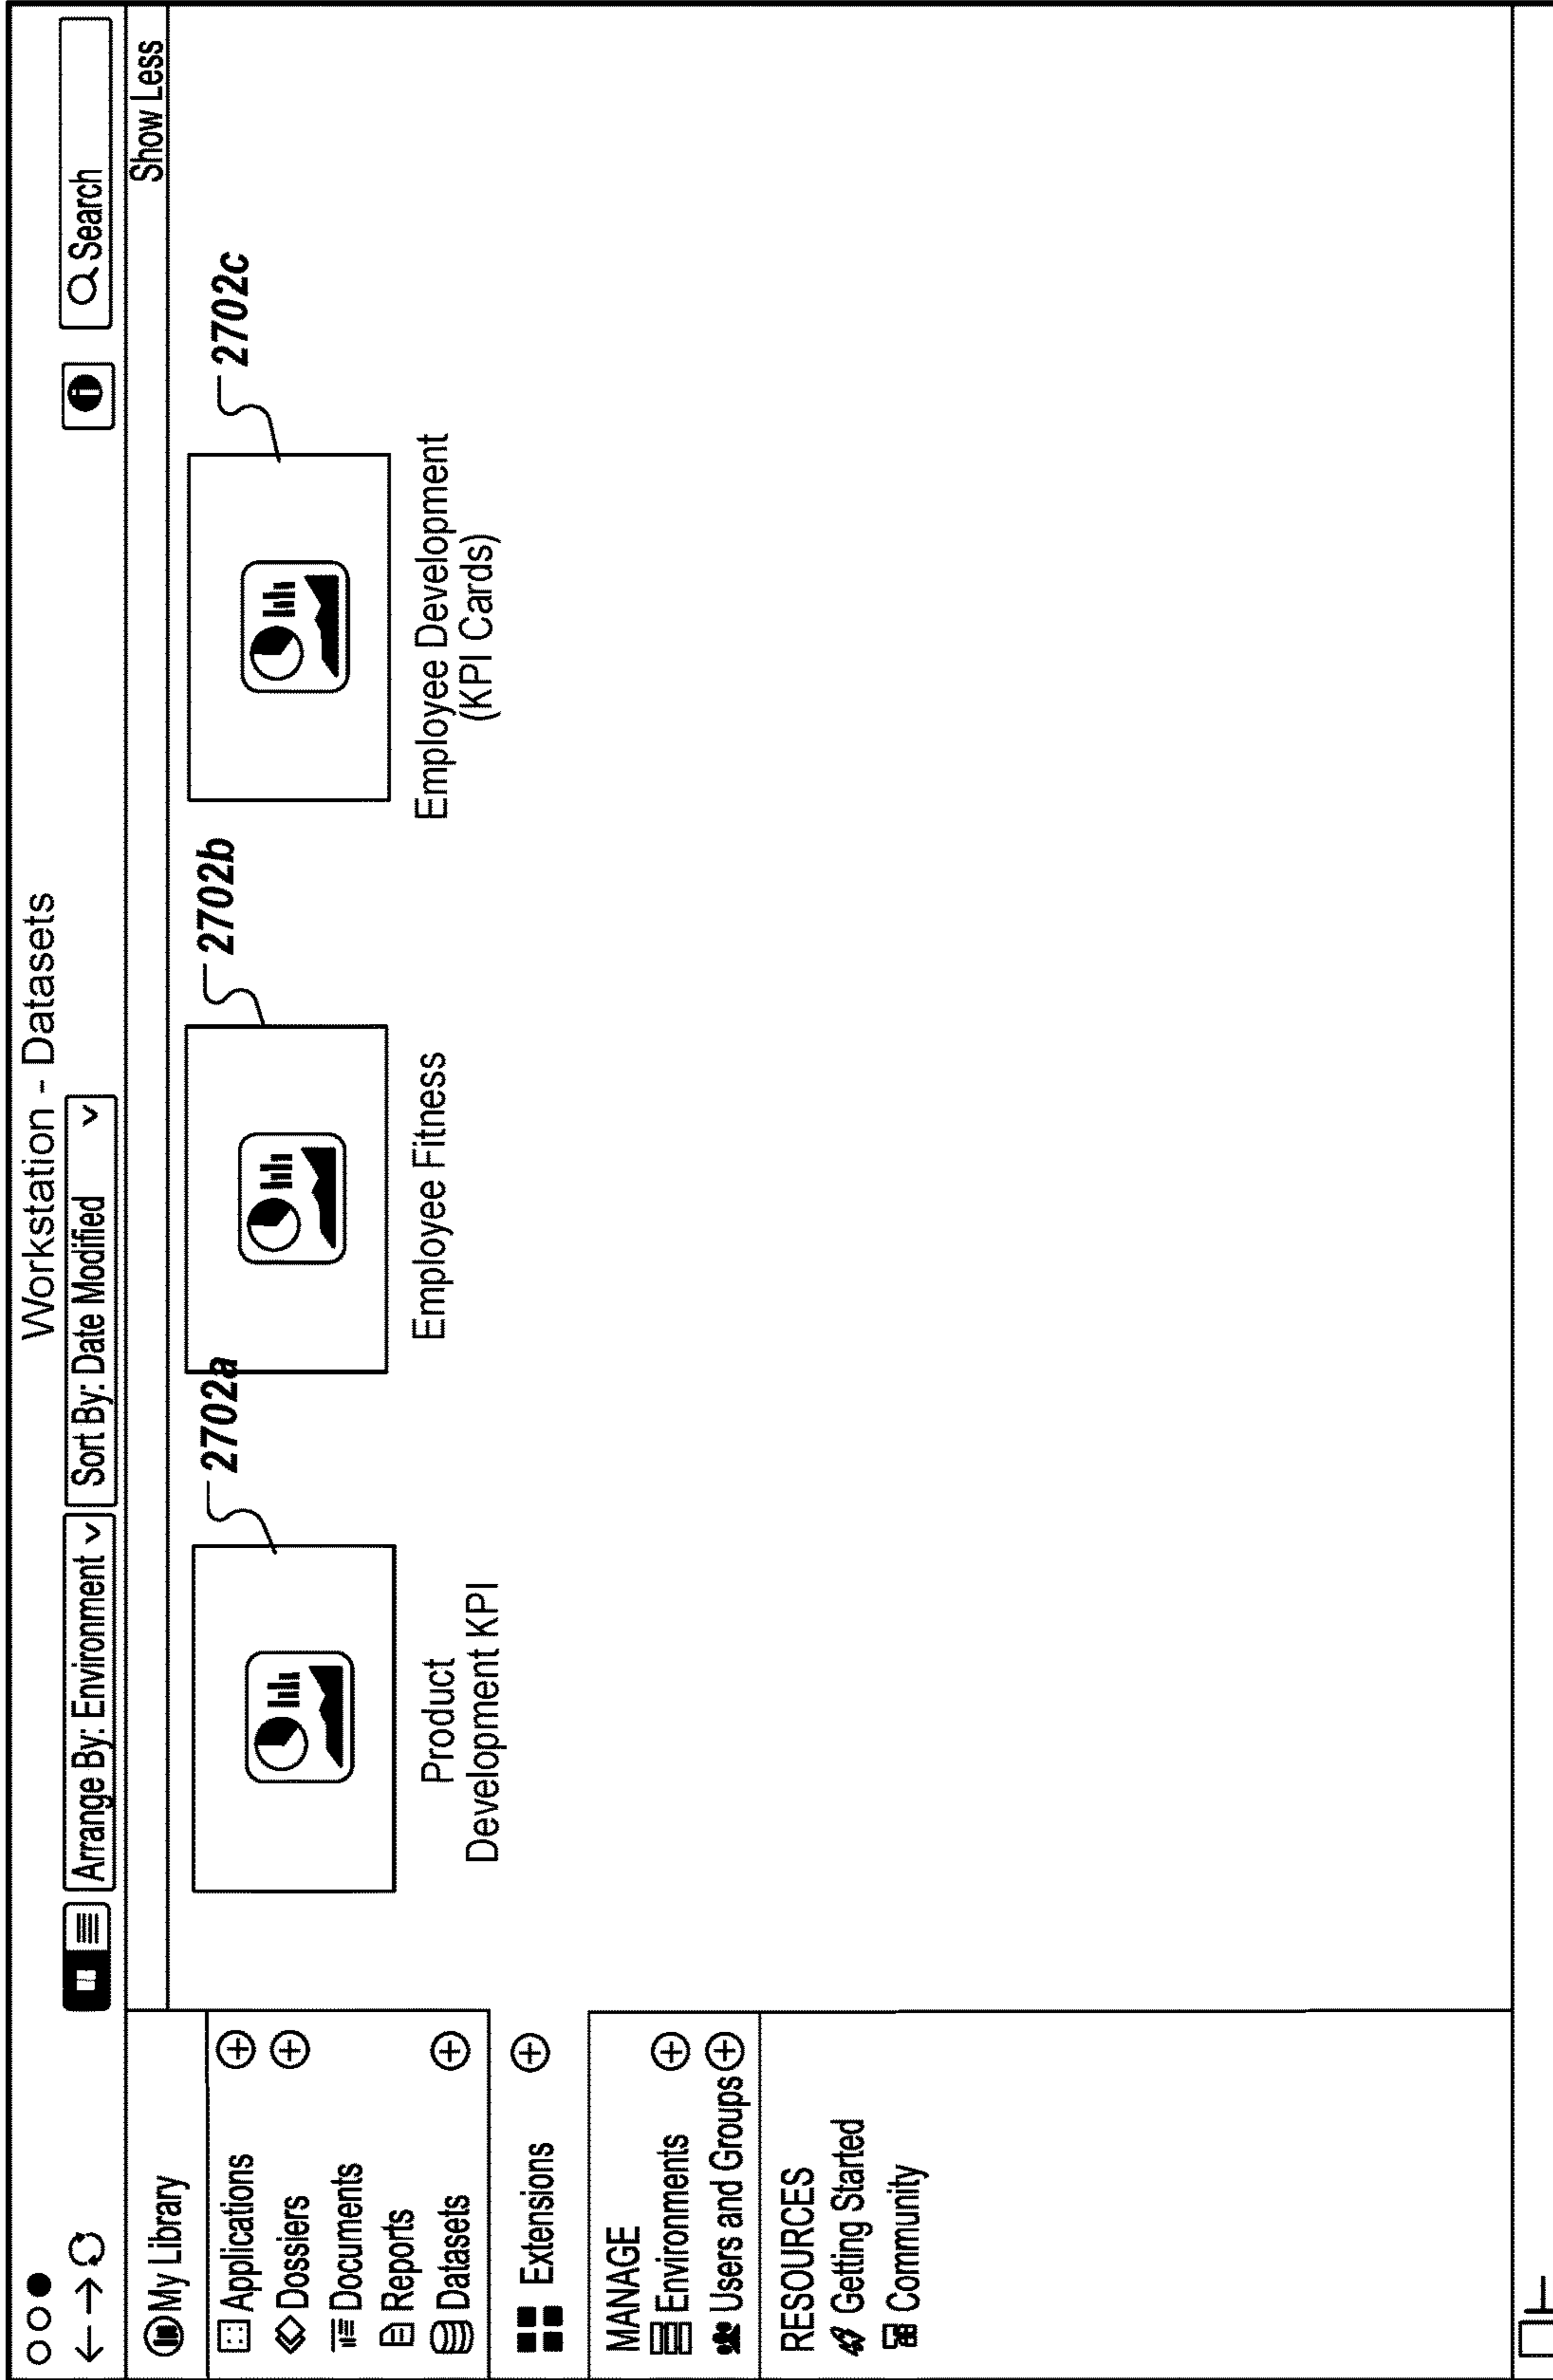 Workstation - Datasets
Arrange By: Environment
Sort By: Date Modified
Search
My Library
Show Less
Applications
Dossiers
Documents
Reports
Datasets
Extensions
MANAGE
Environments
Users and Groups
RESOURCES
Getting Started
Community
2702a
2702b
2702c
Product
Development KPI
Employee Fitness
Employee Development
(KPI Cards)